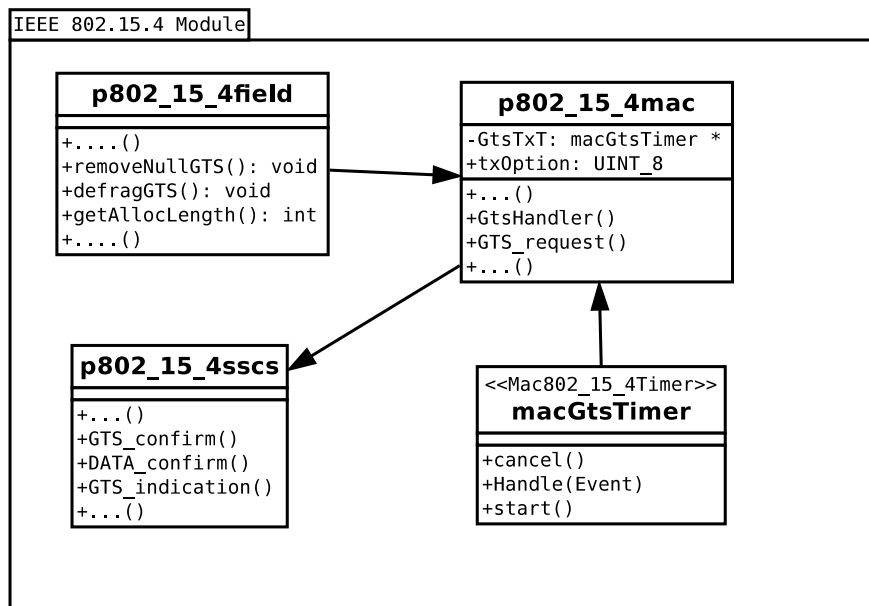 IEEE 802.15.4 Module
p802_15_4field
+....()
+removeNullGTS(): void
+defragGTS(): void
+getAllocLength(): int
+....()
p802_15_4mac
-GtsTxT: macGtsTimer *
+txOption: UINT_8
+...()
+GtsHandler()
+GTS_request()
+...()
p802_15_4sscs
+...()
+GTS_confirm()
+DATA_confirm()
+GTS_indication()
+...()
<<Mac802_15_4Timer>>
macGtsTimer
+cancel()
+Handle(Event)
+start()